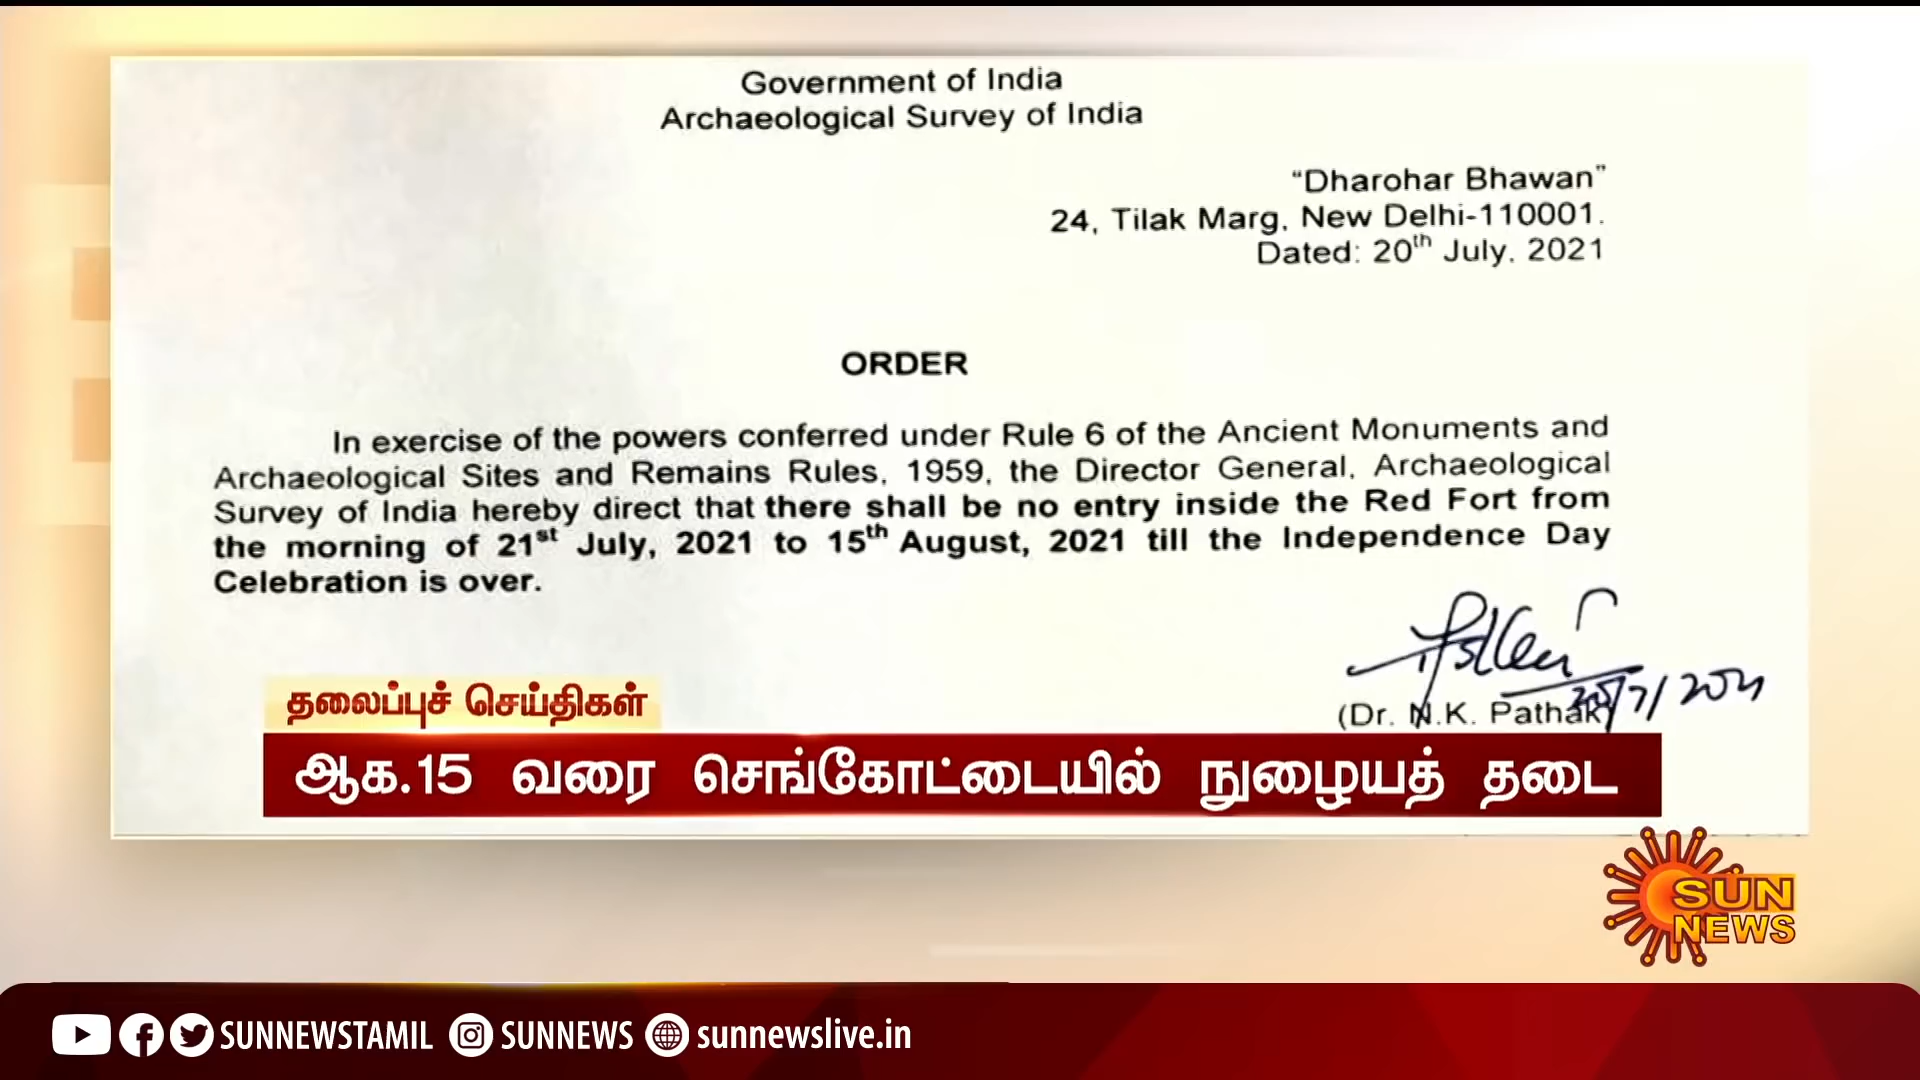 Government of India
Archaeological Survey of India
“Dharohar Bhawan”
24, Tilak Marg, New Delhi-110001.
Dated: 20th July, 2021
ORDER
In exercise of the powers conferred under Rule 6 of the Ancient Monuments and
Archaeological Sites and Remains Rules, 1959, the Director General, Archaeological
Survey of India hereby direct that there shall be no entry inside the Red Fort from
the morning of 21st July, 2021 to 15th August, 2021 till the Independence Day
Celebration is over.
20/7/2021
(Dr. N.K. Pathak)
தலைப்புச் செய்திகள்
ஆக.15 வரை செங்கோட்டையில் நுழையத் தடை
SUN
NEWS
SUNNEWSTAMIL SUNNEWS sunnewslive.in